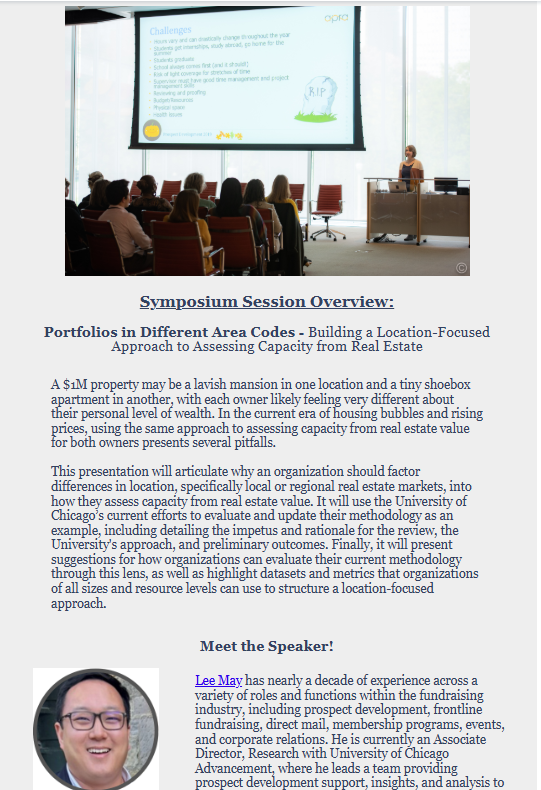 apra
Challenges
- Hours vary and can drastically change throughout the year
- Students get internships, study abroad, go home for the summer
- Students graduate
- School always comes first (and it should!)
- Risk of light coverage for stretches of time
- Supervisor must have good time management and project management skills
- Reviewing and proofing
- Budget/Resources
- Physical space
- Health issues
RIP
©
Symposium Session Overview:
Portfolios in Different Area Codes - Building a Location-Focused
Approach to Assessing Capacity from Real Estate
A $1M property may be a lavish mansion in one location and a tiny shoebox
apartment in another, with each owner likely feeling very different about
their personal level of wealth. In the current era of housing bubbles and rising
prices, using the same approach to assessing capacity from real estate value
for both owners presents several pitfalls.
This presentation will articulate why an organization should factor
differences in location, specifically local or regional real estate markets, into
how they assess capacity from real estate value. It will use the University of
Chicago's current efforts to evaluate and update their methodology as an
example, including detailing the impetus and rationale for the review, the
University's approach, and preliminary outcomes. Finally, it will present
suggestions for how organizations can evaluate their current methodology
through this lens, as well as highlight datasets and metrics that organizations
of all sizes and resource levels can use to structure a location-focused
approach.
Meet the Speaker!
Lee May has nearly a decade of experience across a
variety of roles and functions within the fundraising
industry, including prospect development, frontline
fundraising, direct mail, membership programs, events,
and corporate relations. He is currently an Associate
Director, Research with University of Chicago
Advancement, where he leads a team providing
prospect development support, insights, and analysis to